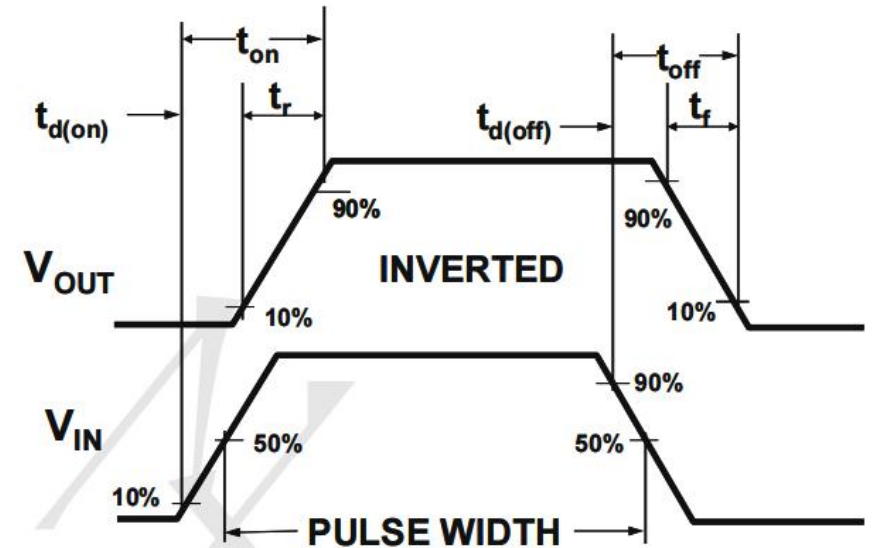 ton
toff
tr
tf
td(on)
td(off)
90%
90%
VOUT
INVERTED
10%
10%
90%
VIN
50%
50%
10%
PULSE WIDTH